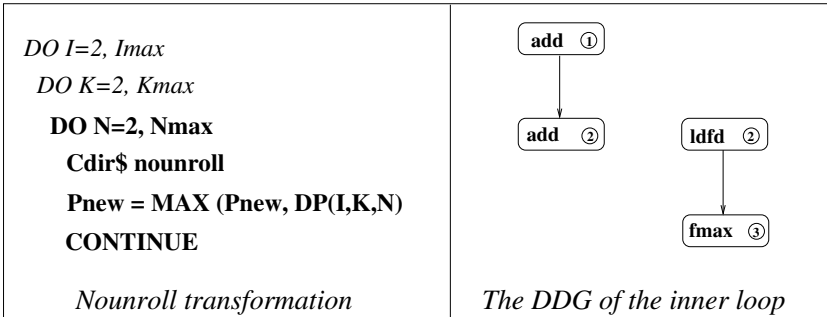 DO I=2, Imax
DO K=2, Kmax
DO N=2, Nmax
Cdir$ nounroll
Pnew = MAX (Pnew, DP(I,K,N)
CONTINUE
Nounroll transformation
add ①
add ②
ldfd ②
fmax ③
The DDG of the inner loop